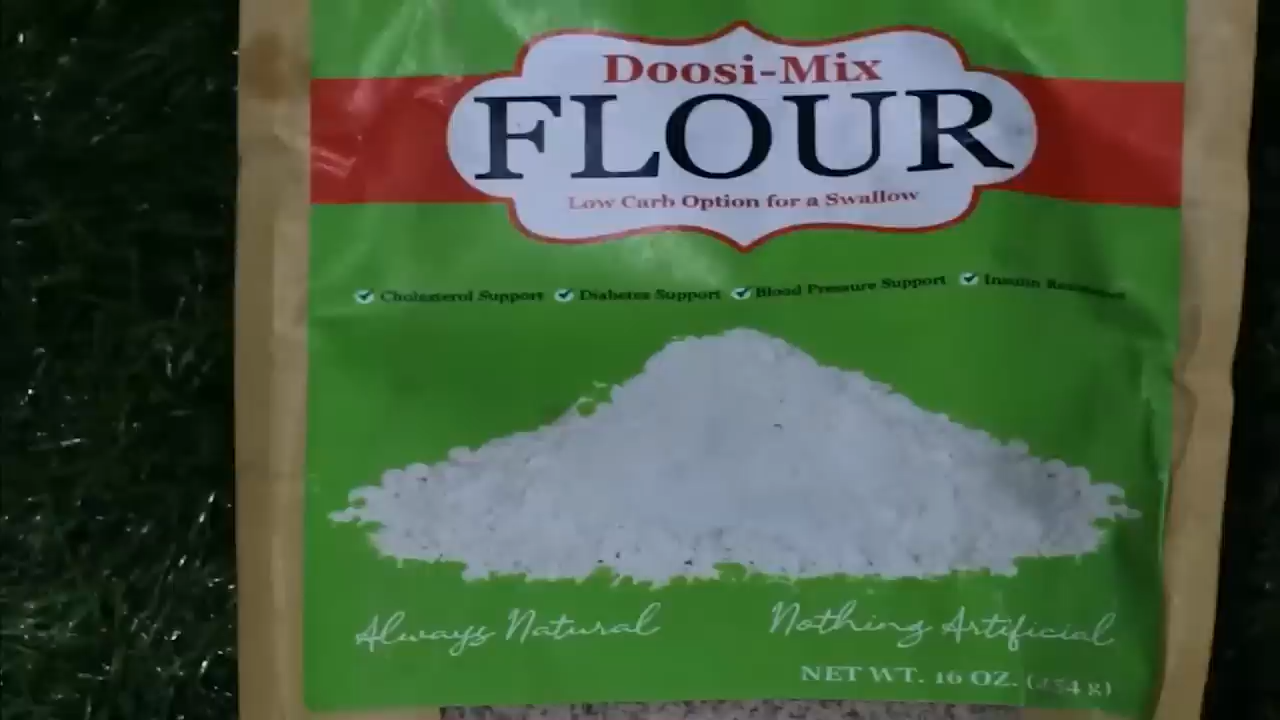 Doosi-Mix
FLOUR
Low Carb Option for a Swallow
Cholesterol Support Diabetes Support Blood Pressure Support Insulin
Always Natural Nothing Artificial
NET WT. 16 OZ. (454 g)